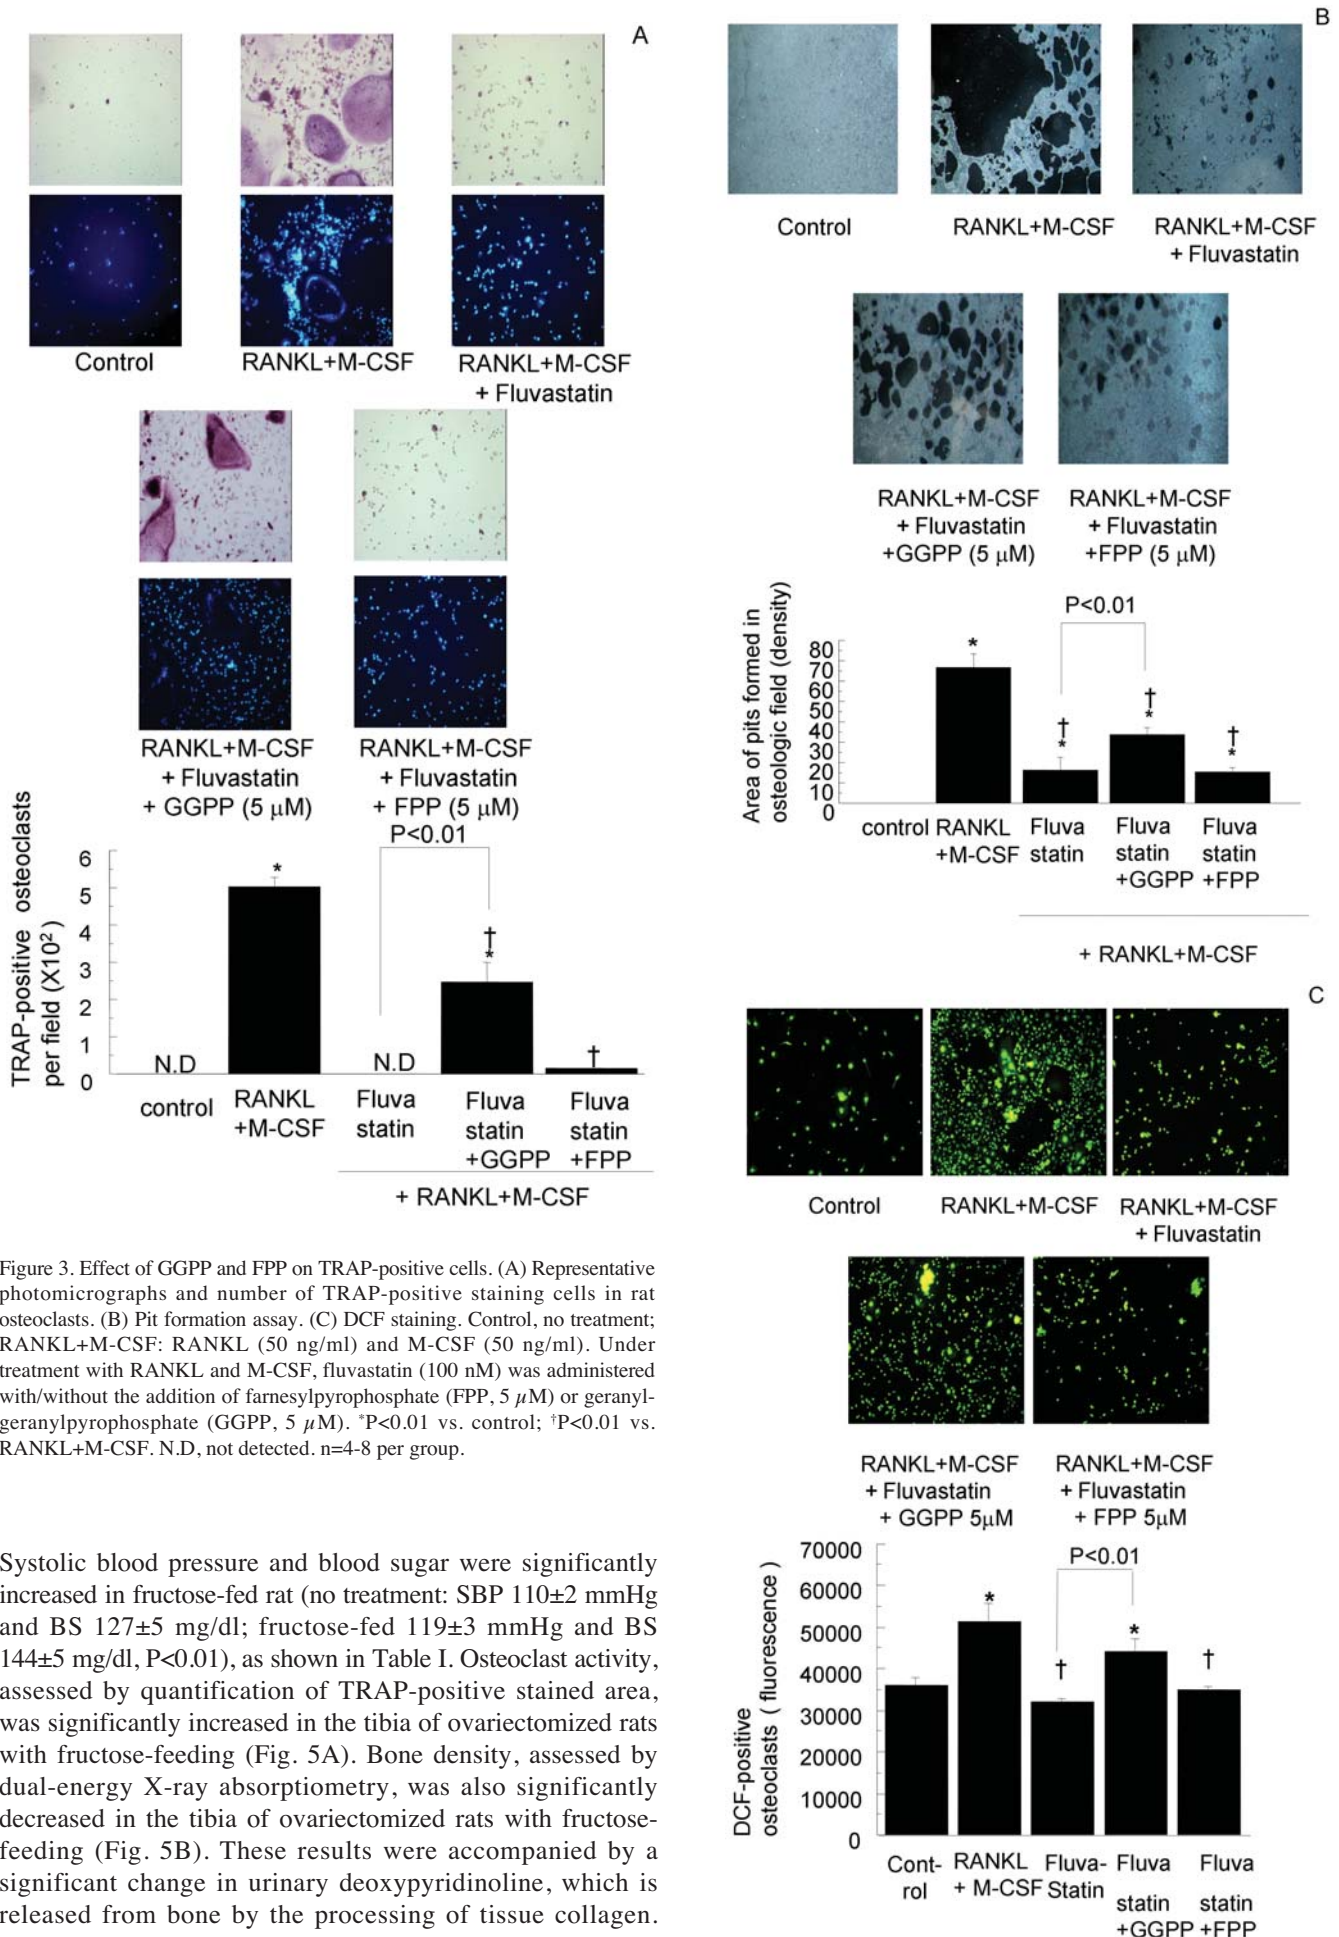 A
Control
RANKL+M-CSF
RANKL+M-CSF
+ Fluvastatin
RANKL+M-CSF
+ Fluvastatin
+ GGPP (5 μM)
RANKL+M-CSF
+ Fluvastatin
+ FPP (5 μM)
P<0.01
TRAP-positive osteoclasts
per field (X10²)
6
5
4
3
2
1
0
N.D
*
N.D
†
*
†
control
RANKL
+M-CSF
Fluva
statin
Fluva
statin
+GGPP
Fluva
statin
+FPP
+ RANKL+M-CSF
Figure 3. Effect of GGPP and FPP on TRAP-positive cells. (A) Representative
photomicrographs and number of TRAP-positive staining cells in rat
osteoclasts. (B) Pit formation assay. (C) DCF staining. Control, no treatment;
RANKL+M-CSF: RANKL (50 ng/ml) and M-CSF (50 ng/ml). Under
treatment with RANKL and M-CSF, fluvastatin (100 nM) was administered
with/without the addition of farnesylpyrophosphate (FPP, 5 μM) or geranyl-
geranylpyrophosphate (GGPP, 5 μM). *P<0.01 vs. control; †P<0.01 vs.
RANKL+M-CSF. N.D, not detected. n=4-8 per group.
Systolic blood pressure and blood sugar were significantly
increased in fructose-fed rat (no treatment: SBP 110±2 mmHg
and BS 127±5 mg/dl; fructose-fed 119±3 mmHg and BS
144±5 mg/dl, P<0.01), as shown in Table I. Osteoclast activity,
assessed by quantification of TRAP-positive stained area,
was significantly increased in the tibia of ovariectomized rats
with fructose-feeding (Fig. 5A). Bone density, assessed by
dual-energy X-ray absorptiometry, was also significantly
decreased in the tibia of ovariectomized rats with fructose-
feeding (Fig. 5B). These results were accompanied by a
significant change in urinary deoxypyridinoline, which is
released from bone by the processing of tissue collagen.
B
Control
RANKL+M-CSF
RANKL+M-CSF
+ Fluvastatin
RANKL+M-CSF
+ Fluvastatin
+GGPP (5 μM)
RANKL+M-CSF
+ Fluvastatin
+FPP (5 μM)
P<0.01
Area of pits formed in
osteologic field (density)
80
70
60
50
40
30
20
10
0
*
†
*
†
*
†
*
control
RANKL
+M-CSF
Fluva
statin
Fluva
statin
+GGPP
Fluva
statin
+FPP
+ RANKL+M-CSF
C
Control
RANKL+M-CSF
RANKL+M-CSF
+ Fluvastatin
RANKL+M-CSF
+ Fluvastatin
+ GGPP 5μM
RANKL+M-CSF
+ Fluvastatin
+ FPP 5μM
P<0.01
DCF-positive
osteoclasts ( fluorescence )
70000
60000
50000
40000
30000
20000
10000
0
*
†
*
†
Cont-
rol
RANKL
+ M-CSF
Fluva-
Statin
Fluva
statin
+GGPP
Fluva
statin
+FPP